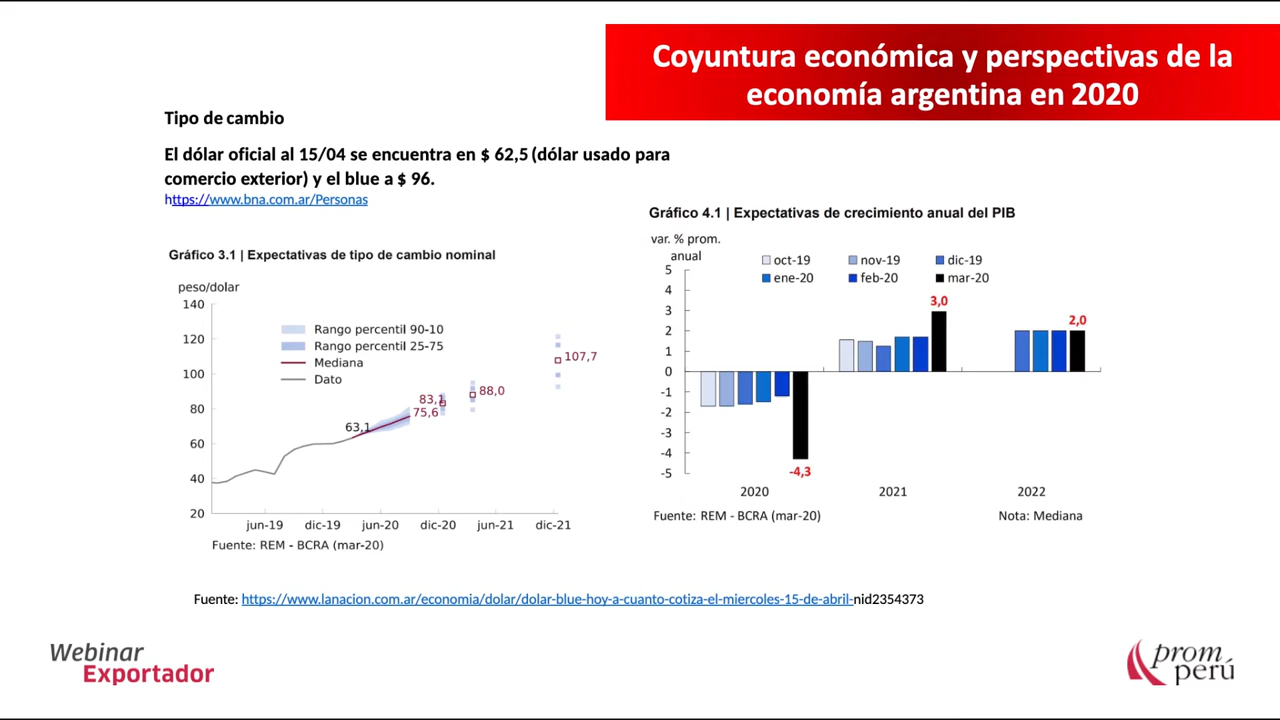 Coyuntura económica y perspectivas de la
economía argentina en 2020
Tipo de cambio
El dólar oficial al 15/04 se encuentra en $ 62,5 (dólar usado para
comercio exterior) y el blue a $ 96.
https://www.bna.com.ar/Personas
Gráfico 3.1 | Expectativas de tipo de cambio nominal
peso/dolar
140
120
100
80
60
40
20
Rango percentil 90-10
Rango percentil 25-75
Mediana
Dato
63,1
75,6
83,1
88,0
107,7
jun-19 dic-19 jun-20 dic-20 jun-21 dic-21
Fuente: REM - BCRA (mar-20)
Gráfico 4.1 | Expectativas de crecimiento anual del PIB
var. % prom.
anual
oct-19 nov-19 dic-19
ene-20 feb-20 mar-20
5
4
3
2
1
0
-1
-2
-3
-4
-5
-4,3
3,0
2,0
2020 2021 2022
Fuente: REM - BCRA (mar-20) Nota: Mediana
Fuente: https://www.lanacion.com.ar/economia/dolar/dolar-blue-hoy-a-cuanto-cotiza-el-miercoles-15-de-abril-nid2354373
Webinar
Exportador
prom
perú